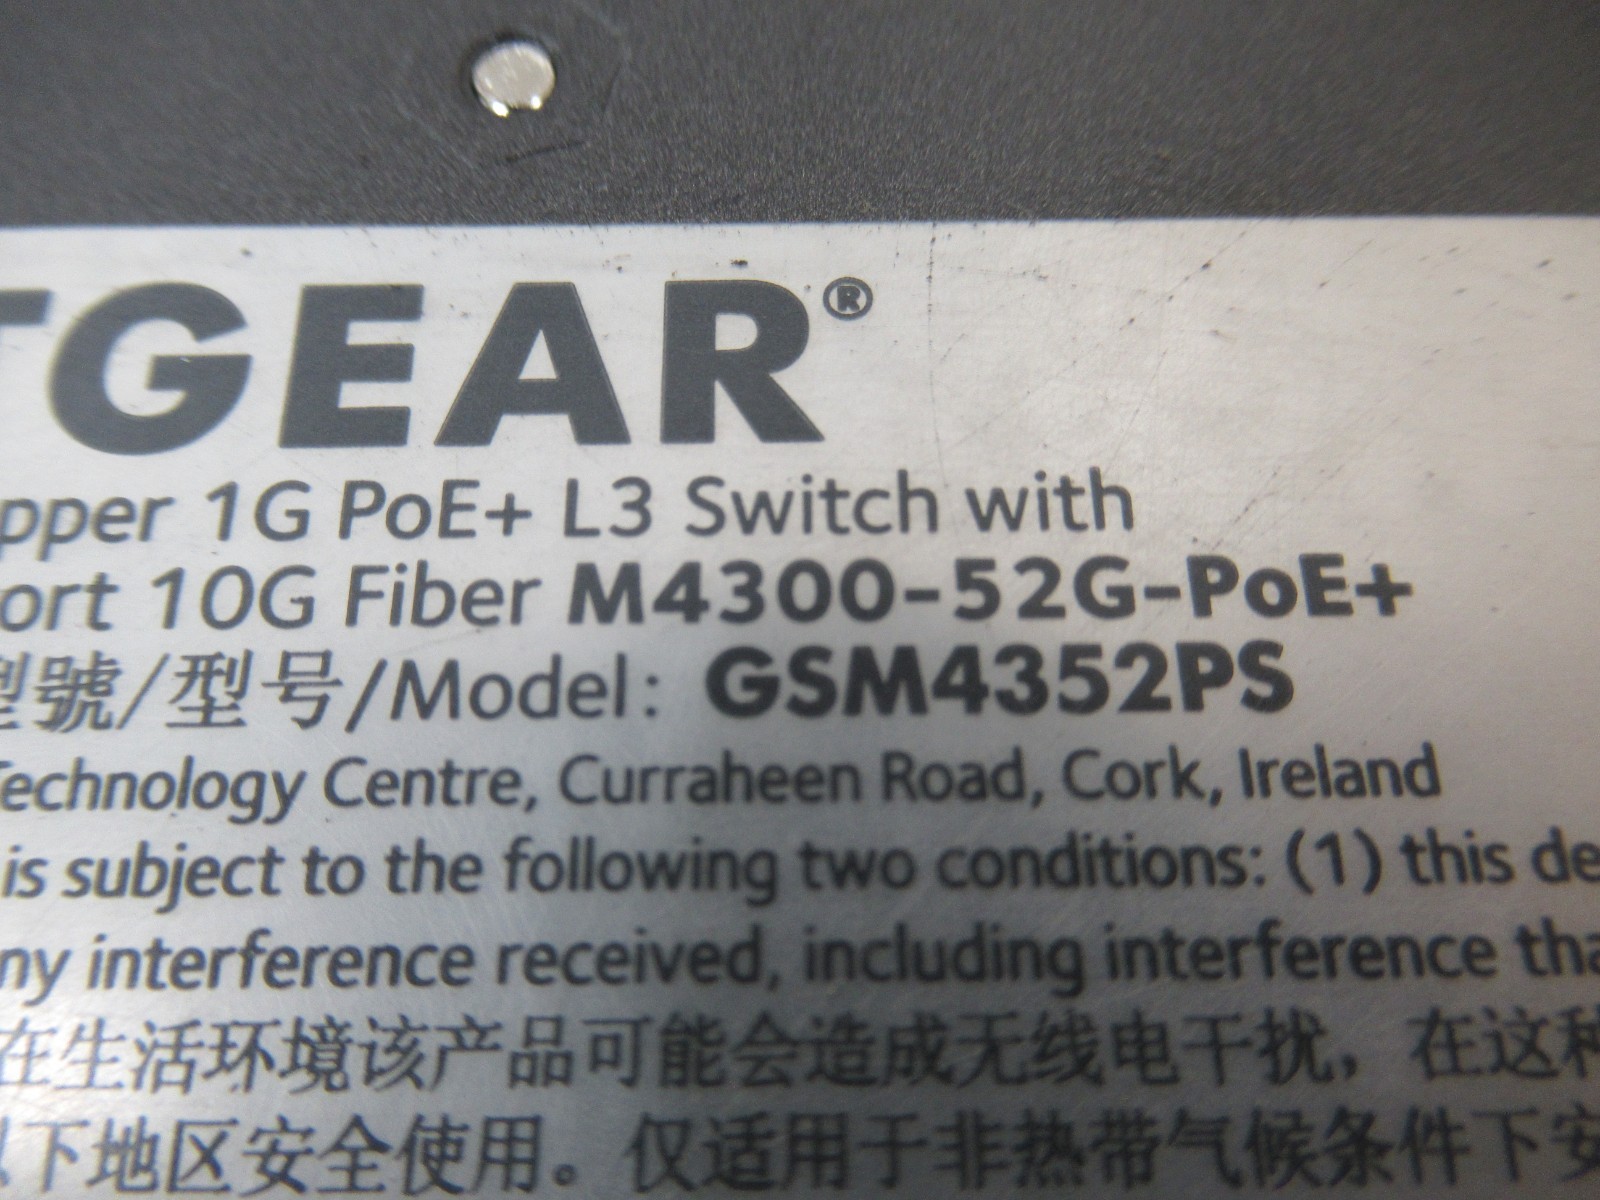 TGEAR®
pper 1G PoE+ L3 Switch with
ort 10G Fiber M4300-52G-PoE+
型號/型号/Model: GSM4352PS
Technology Centre, Curraheen Road, Cork, Ireland
is subject to the following two conditions: (1) this de
ny interference received, including interference tha
在生活环境该产品可能会造成无线电干扰，在这种
以下地区安全使用。仅适用于非热带气候条件下安